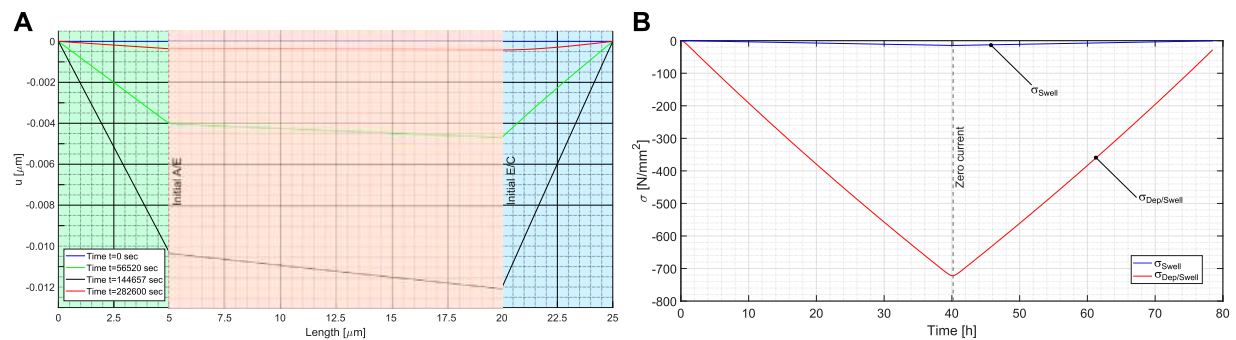 A
0
-0.002
-0.004
-0.006
-0.008
-0.010
-0.012
u [μm]
Initial A/E
Initial E/C
Time t=0 sec
Time t=56520 sec
Time t=144657 sec
Time t=282600 sec
0 2.5 5 7.5 10 12.5 15 17.5 20 22.5 25
Length [μm]
B
0
-100
-200
-300
-400
-500
-600
-700
-800
σ [N/mm²]
σSwell
Zero current
σDep/Swell
σSwell
σDep/Swell
0 10 20 30 40 50 60 70 80
Time [h]